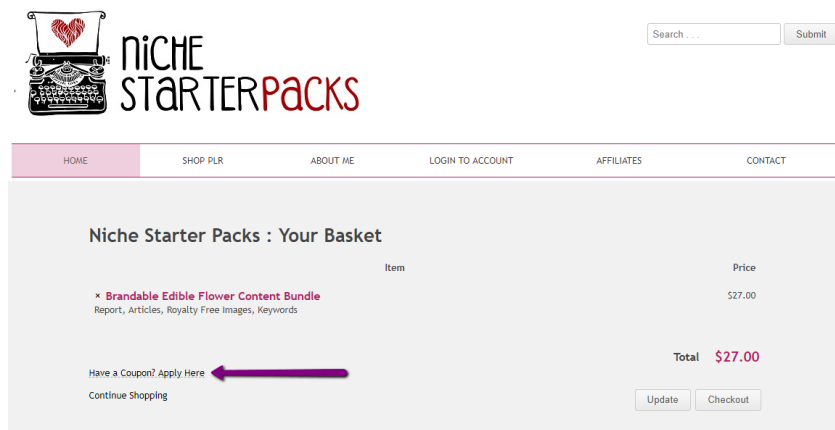 NICHE
STARTERPACKS
Search . . .
Submit
HOME
SHOP PLR
ABOUT ME
LOGIN TO ACCOUNT
AFFILIATES
CONTACT
Niche Starter Packs : Your Basket
Item
Price
× Brandable Edible Flower Content Bundle
$27.00
Report, Articles, Royalty Free Images, Keywords
Total $27.00
Have a Coupon? Apply Here
Continue Shopping
Update
Checkout